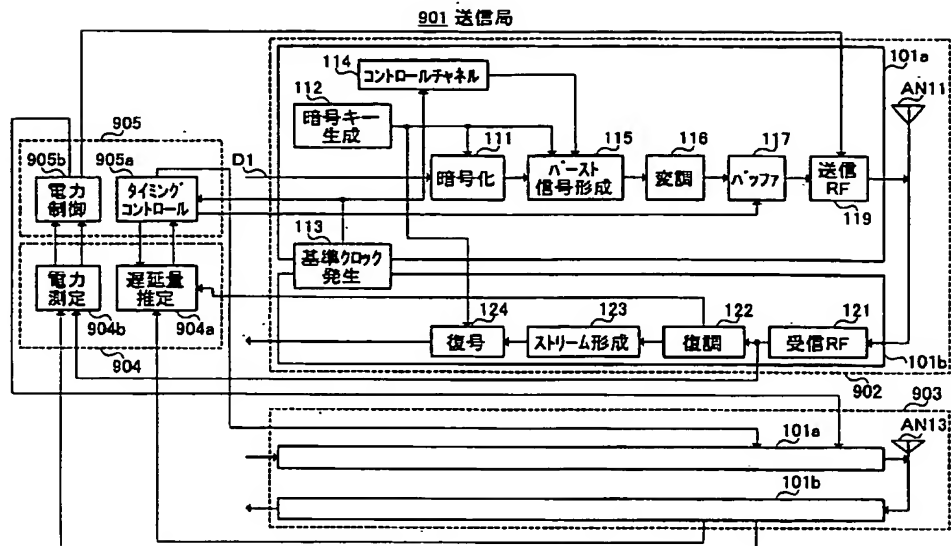 901 送信局
101a
AN11
114
コントロールチャネル
112
暗号キー
生成
905
905b
905a
D1
111
115
116
117
電力
制御
タイミング
コントロール
暗号化
バースト
信号形成
変調
バッファ
送信
RF
119
113
基準クロック
発生
電力
測定
遅延量
推定
904b
904a
904
124
123
122
121
復号
ストリーム形成
復調
受信RF
101b
902
903
AN13
101a
101b